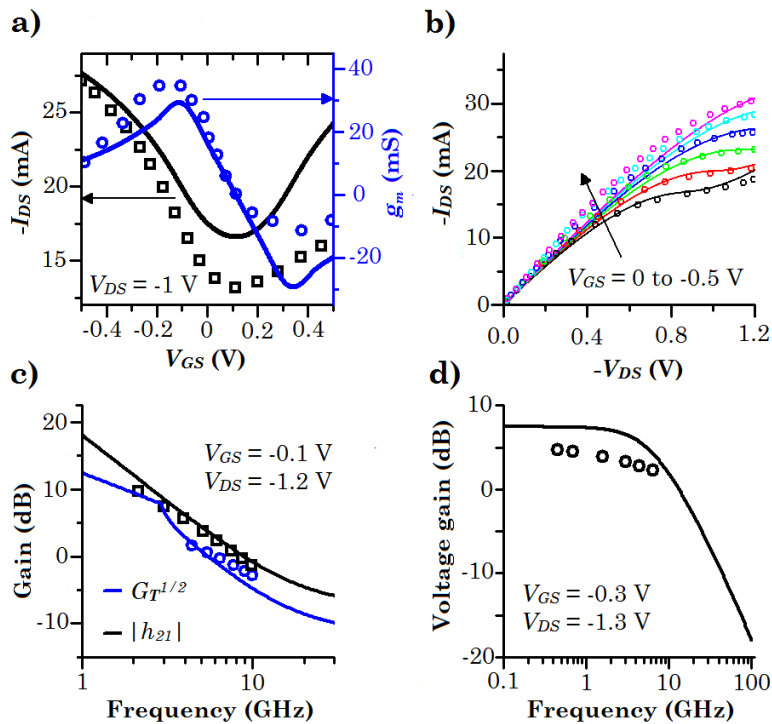 a)
25
20
15
-I_DS (mA)
40
20
0
-20
g_m (mS)
V_DS = -1 V
-0.5 -0.2 0 0.2 0.5
V_GS (V)
b)
30
20
10
0
-I_DS (mA)
V_GS = 0 to -0.5 V
0.0 0.4 0.8 1.2
-V_DS (V)
c)
20
10
0
-10
Gain (dB)
V_GS = -0.1 V
V_DS = -1.2 V
G_T^1/2
|h_21|
1 10
Frequency (GHz)
d)
10
0
-10
-20
Voltage gain (dB)
V_GS = -0.3 V
V_DS = -1.3 V
0.1 1 10 100
Frequency (GHz)